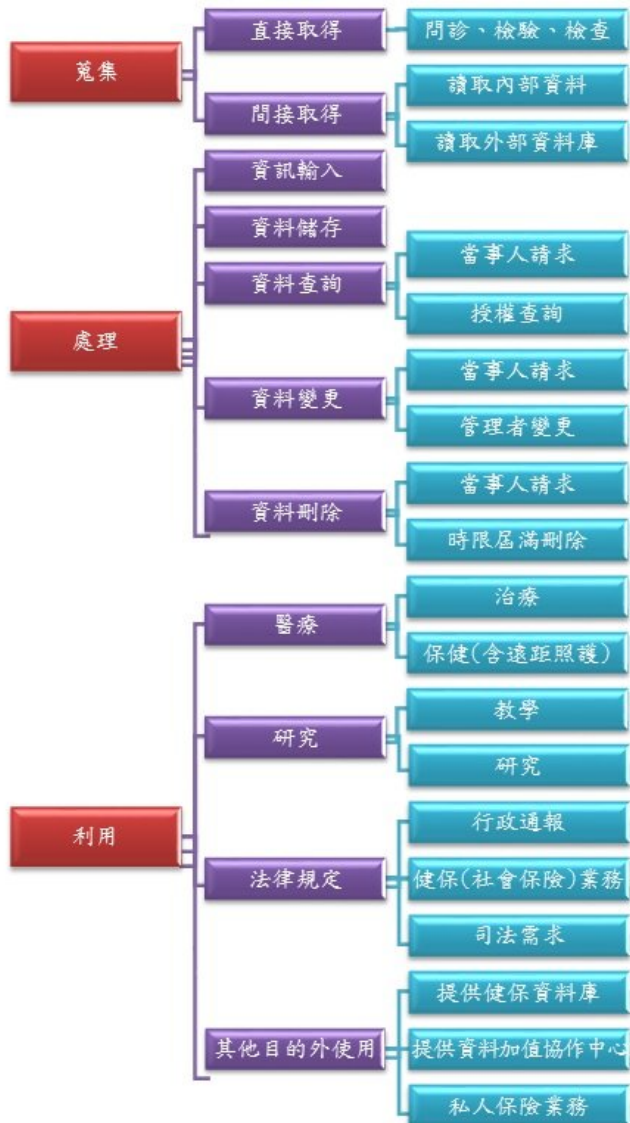 蒐集
直接取得
問診、檢驗、檢查
間接取得
讀取內部資料
讀取外部資料庫
處理
資訊輸入
資料儲存
資料查詢
當事人請求
授權查詢
資料變更
當事人請求
管理者變更
資料刪除
當事人請求
時限屆滿刪除
利用
醫療
治療
保健(含遠距照護)
研究
教學
研究
法律規定
行政通報
健保(社會保險)業務
司法需求
其他目的外使用
提供健保資料庫
提供資料加值協作中心
私人保險業務